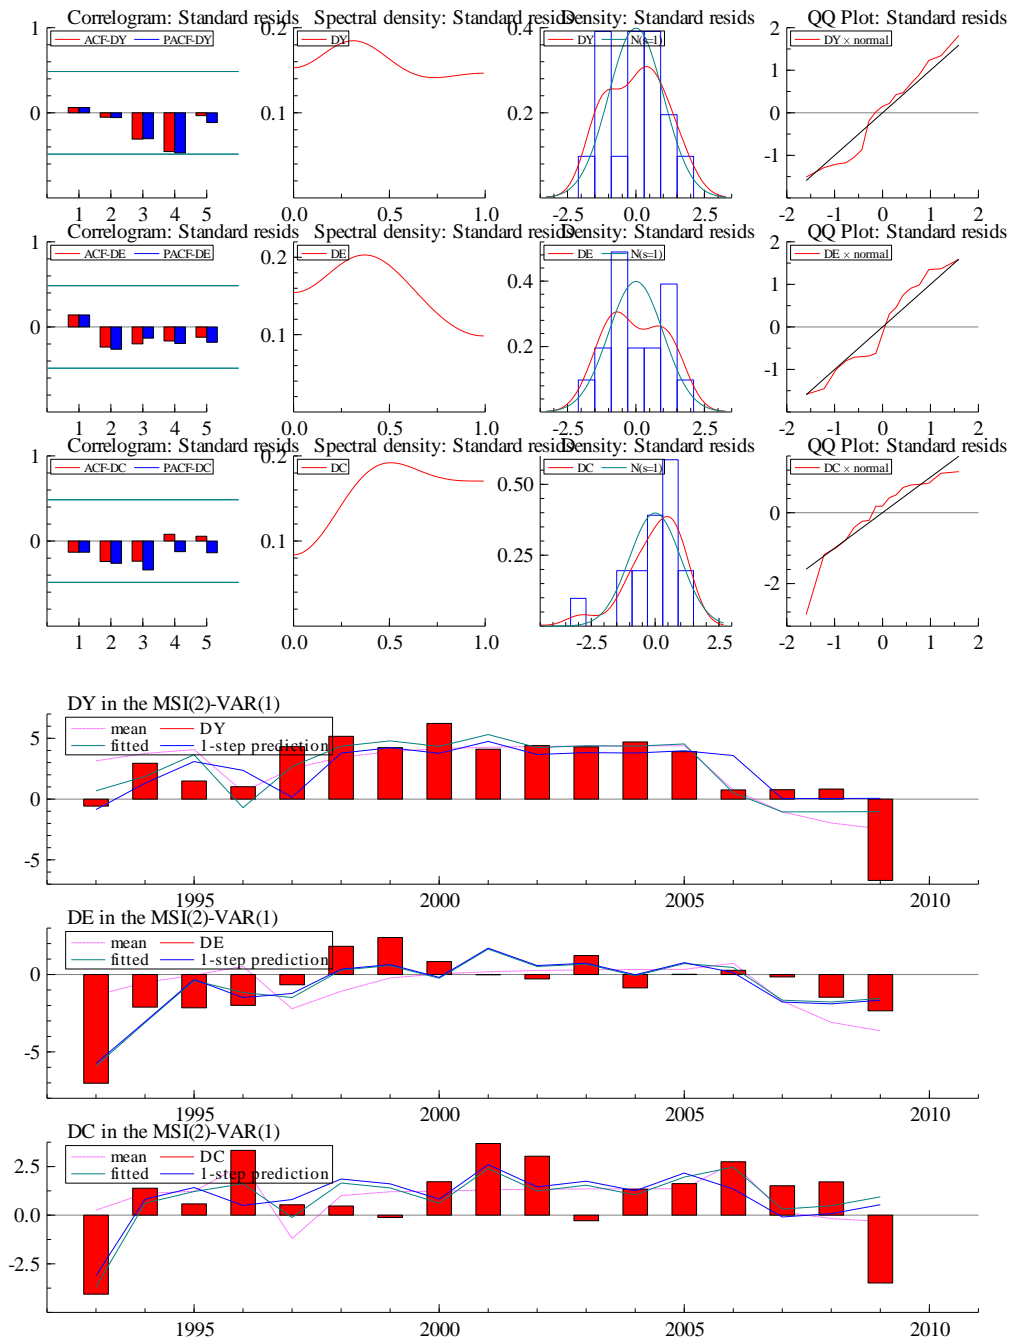 Correlogram: Standard resids Spectral density: Standard resids Density: Standard resids QQ Plot: Standard resids
1 0.2 0.4 2
ACF-DY PACF-DY DY DY N(s=1) DY × normal
1
0 0.1 0.2 0
-1
1 2 3 4 5 0.0 0.5 1.0 -2.5 0.0 2.5 -2 0 2
Correlogram: Standard resids Spectral density: Standard resids Density: Standard resids QQ Plot: Standard resids
1 2
ACF-DE PACF-DE DE DE N(s=1) DE × normal
0.2 0.4 1
0 0.1 0.2 0
-1
1 2 3 4 5 0.0 0.5 1.0 -2.5 0.0 2.5 -2 0 2
Correlogram: Standard resids Spectral density: Standard resids Density: Standard resids QQ Plot: Standard resids
1 0.2
ACF-DC PACF-DC DC DC N(s=1) DC × normal
0.50
0 0.1 0.25 0
-2
1 2 3 4 5 0.0 0.5 1.0 -2.5 0.0 2.5 -2 0 2
DY in the MSI(2)-VAR(1)
mean DY
5 fitted 1-step prediction
0
-5
1995 2000 2005 2010
DE in the MSI(2)-VAR(1)
mean DE
0 fitted 1-step prediction
-5
1995 2000 2005 2010
DC in the MSI(2)-VAR(1)
mean DC
2.5 fitted 1-step prediction
0.0
-2.5
1995 2000 2005 2010